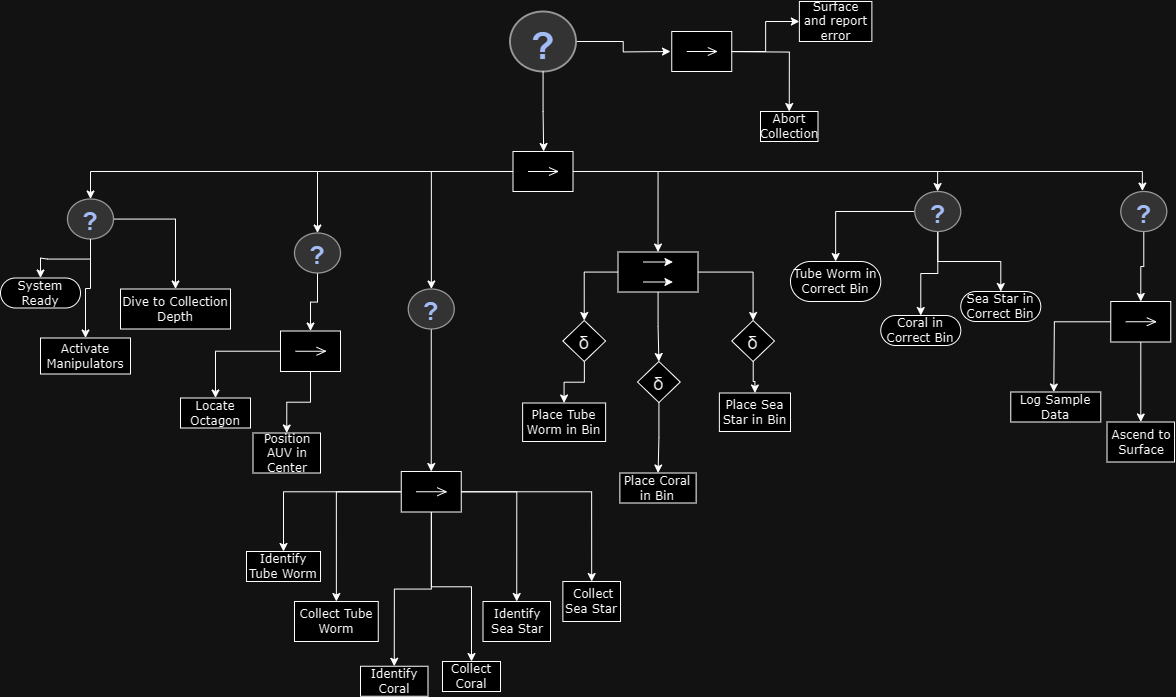 Surface
and report
error
?
Abort
Collection
?
?
?
?
?
System
Ready
Dive to Collection
Depth
Activate
Manipulators
Locate
Octagon
Position
AUV in
Center
δ
δ
δ
Place Tube
Worm in Bin
Place Sea
Star in Bin
Place Coral
in Bin
Tube Worm in
Correct Bin
Coral in
Correct Bin
Sea Star in
Correct Bin
Log Sample
Data
Ascend to
Surface
Identify
Tube Worm
Collect Tube
Worm
Identify
Coral
Collect
Coral
Identify
Sea Star
Collect
Sea Star